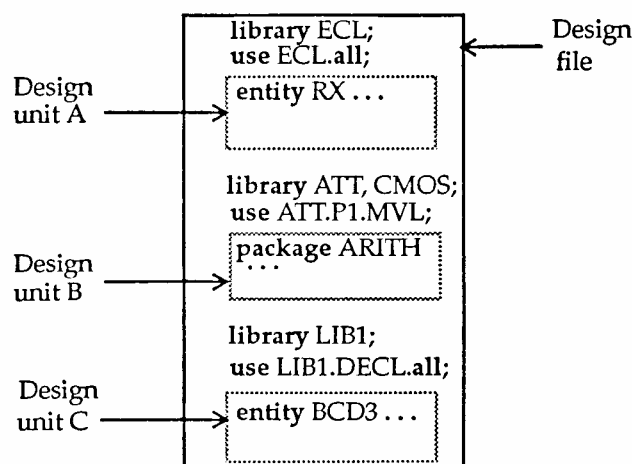 library ECL;
use ECL.all;
Design
file
Design
unit A
entity RX ...
library ATT, CMOS;
use ATT.P1.MVL;
Design
unit B
package ARITH
...
library LIB1;
use LIB1.DECL.all;
Design
unit C
entity BCD3 ...